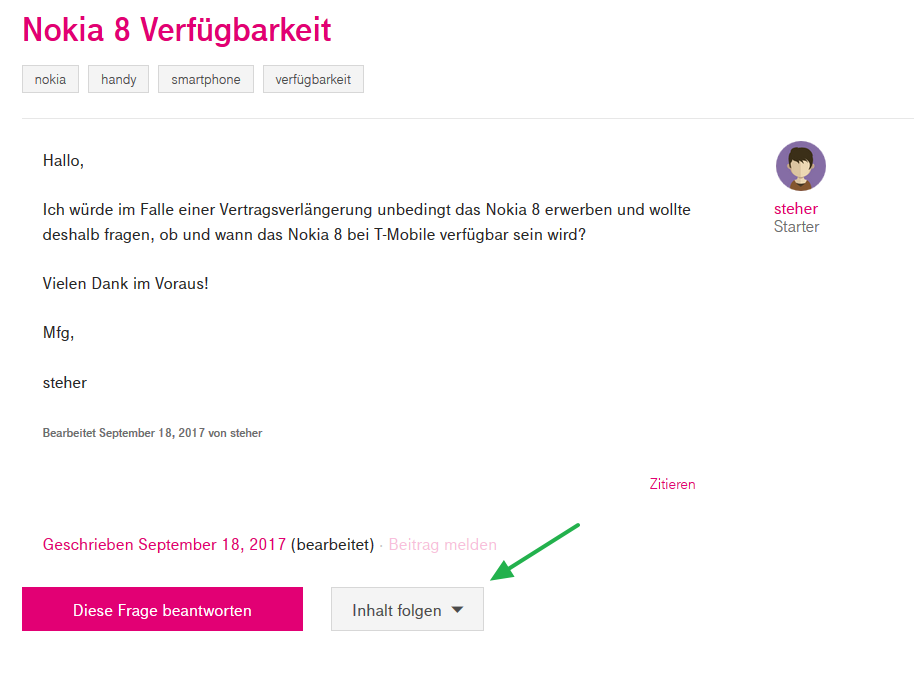 Nokia 8 Verfügbarkeit
nokia
handy
smartphone
verfügbarkeit
Hallo,
Ich würde im Falle einer Vertragsverlängerung unbedingt das Nokia 8 erwerben und wollte
deshalb fragen, ob und wann das Nokia 8 bei T-Mobile verfügbar sein wird?
Vielen Dank im Voraus!
Mfg,
steher
Bearbeitet September 18, 2017 von steher
steher
Starter
Zitieren
Geschrieben September 18, 2017 (bearbeitet) · Beitrag melden
Diese Frage beantworten
Inhalt folgen